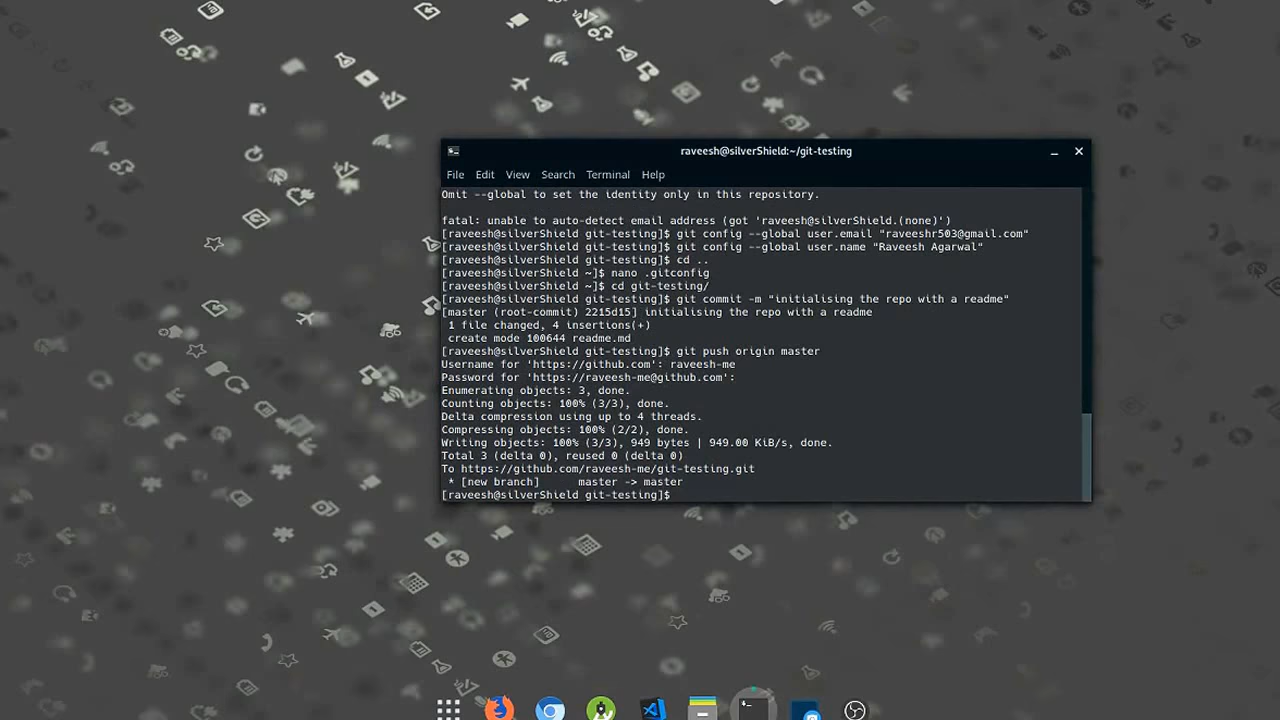 raveesh@silverShield:~/git-testing
File Edit View Search Terminal Help
Omit --global to set the identity only in this repository.
fatal: unable to auto-detect email address (got 'raveesh@silverShield.(none)')
[raveesh@silverShield git-testing]$ git config --global user.email "raveeshr503@gmail.com"
[raveesh@silverShield git-testing]$ git config --global user.name "Raveesh Agarwal"
[raveesh@silverShield git-testing]$ cd ..
[raveesh@silverShield ~]$ nano .gitconfig
[raveesh@silverShield ~]$ cd git-testing/
[raveesh@silverShield git-testing]$ git commit -m "initialising the repo with a readme"
[master (root-commit) 2215d15] initialising the repo with a readme
1 file changed, 4 insertions(+)
create mode 100644 readme.md
[raveesh@silverShield git-testing]$ git push origin master
Username for 'https://github.com': raveesh-me
Password for 'https://raveesh-me@github.com':
Enumerating objects: 3, done.
Counting objects: 100% (3/3), done.
Delta compression using up to 4 threads.
Compressing objects: 100% (2/2), done.
Writing objects: 100% (3/3), 949 bytes | 949.00 KiB/s, done.
Total 3 (delta 0), reused 0 (delta 0)
To https://github.com/raveesh-me/git-testing.git
* [new branch]      master -> master
[raveesh@silverShield git-testing]$